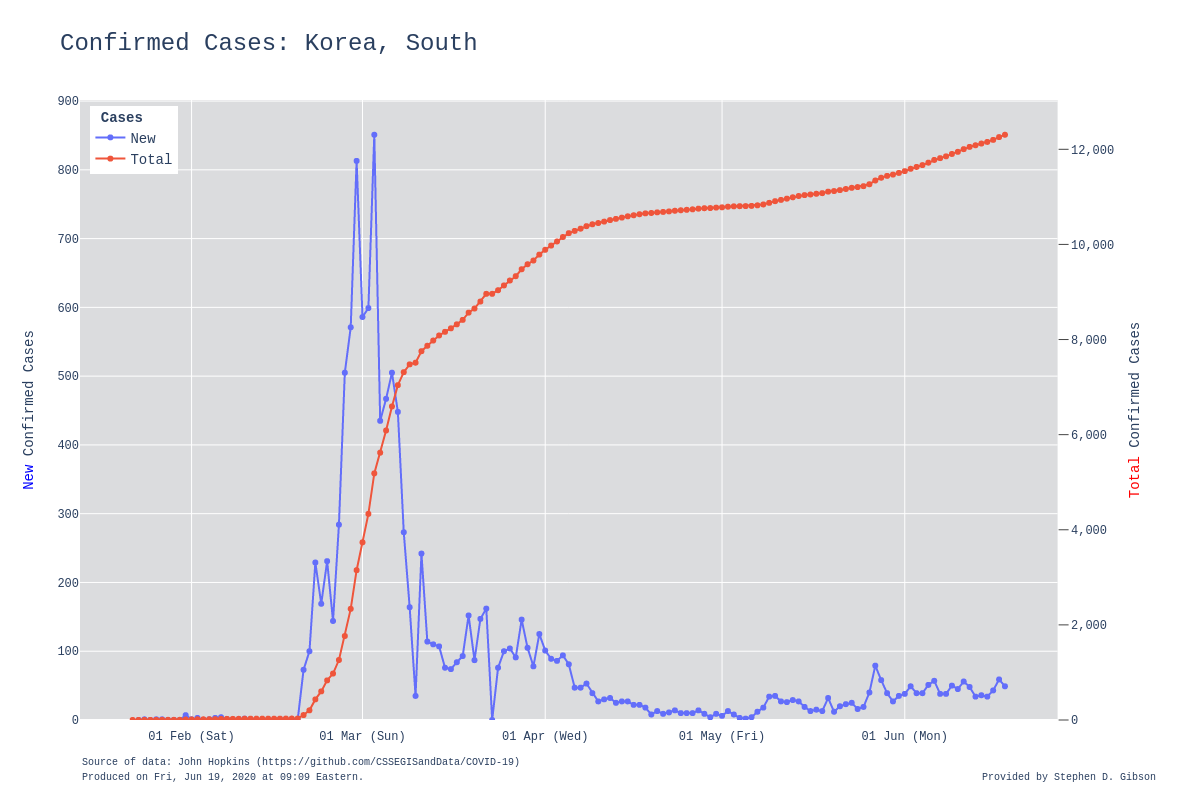 Confirmed Cases: Korea, South
Cases
New
Total
900
800
700
600
500
400
300
200
100
0
New Confirmed Cases
12,000
10,000
8,000
6,000
4,000
2,000
0
Total Confirmed Cases
01 Feb (Sat)
01 Mar (Sun)
01 Apr (Wed)
01 May (Fri)
01 Jun (Mon)
Source of data: John Hopkins (https://github.com/CSSEGISandData/COVID-19)
Produced on Fri, Jun 19, 2020 at 09:09 Eastern.
Provided by Stephen D. Gibson